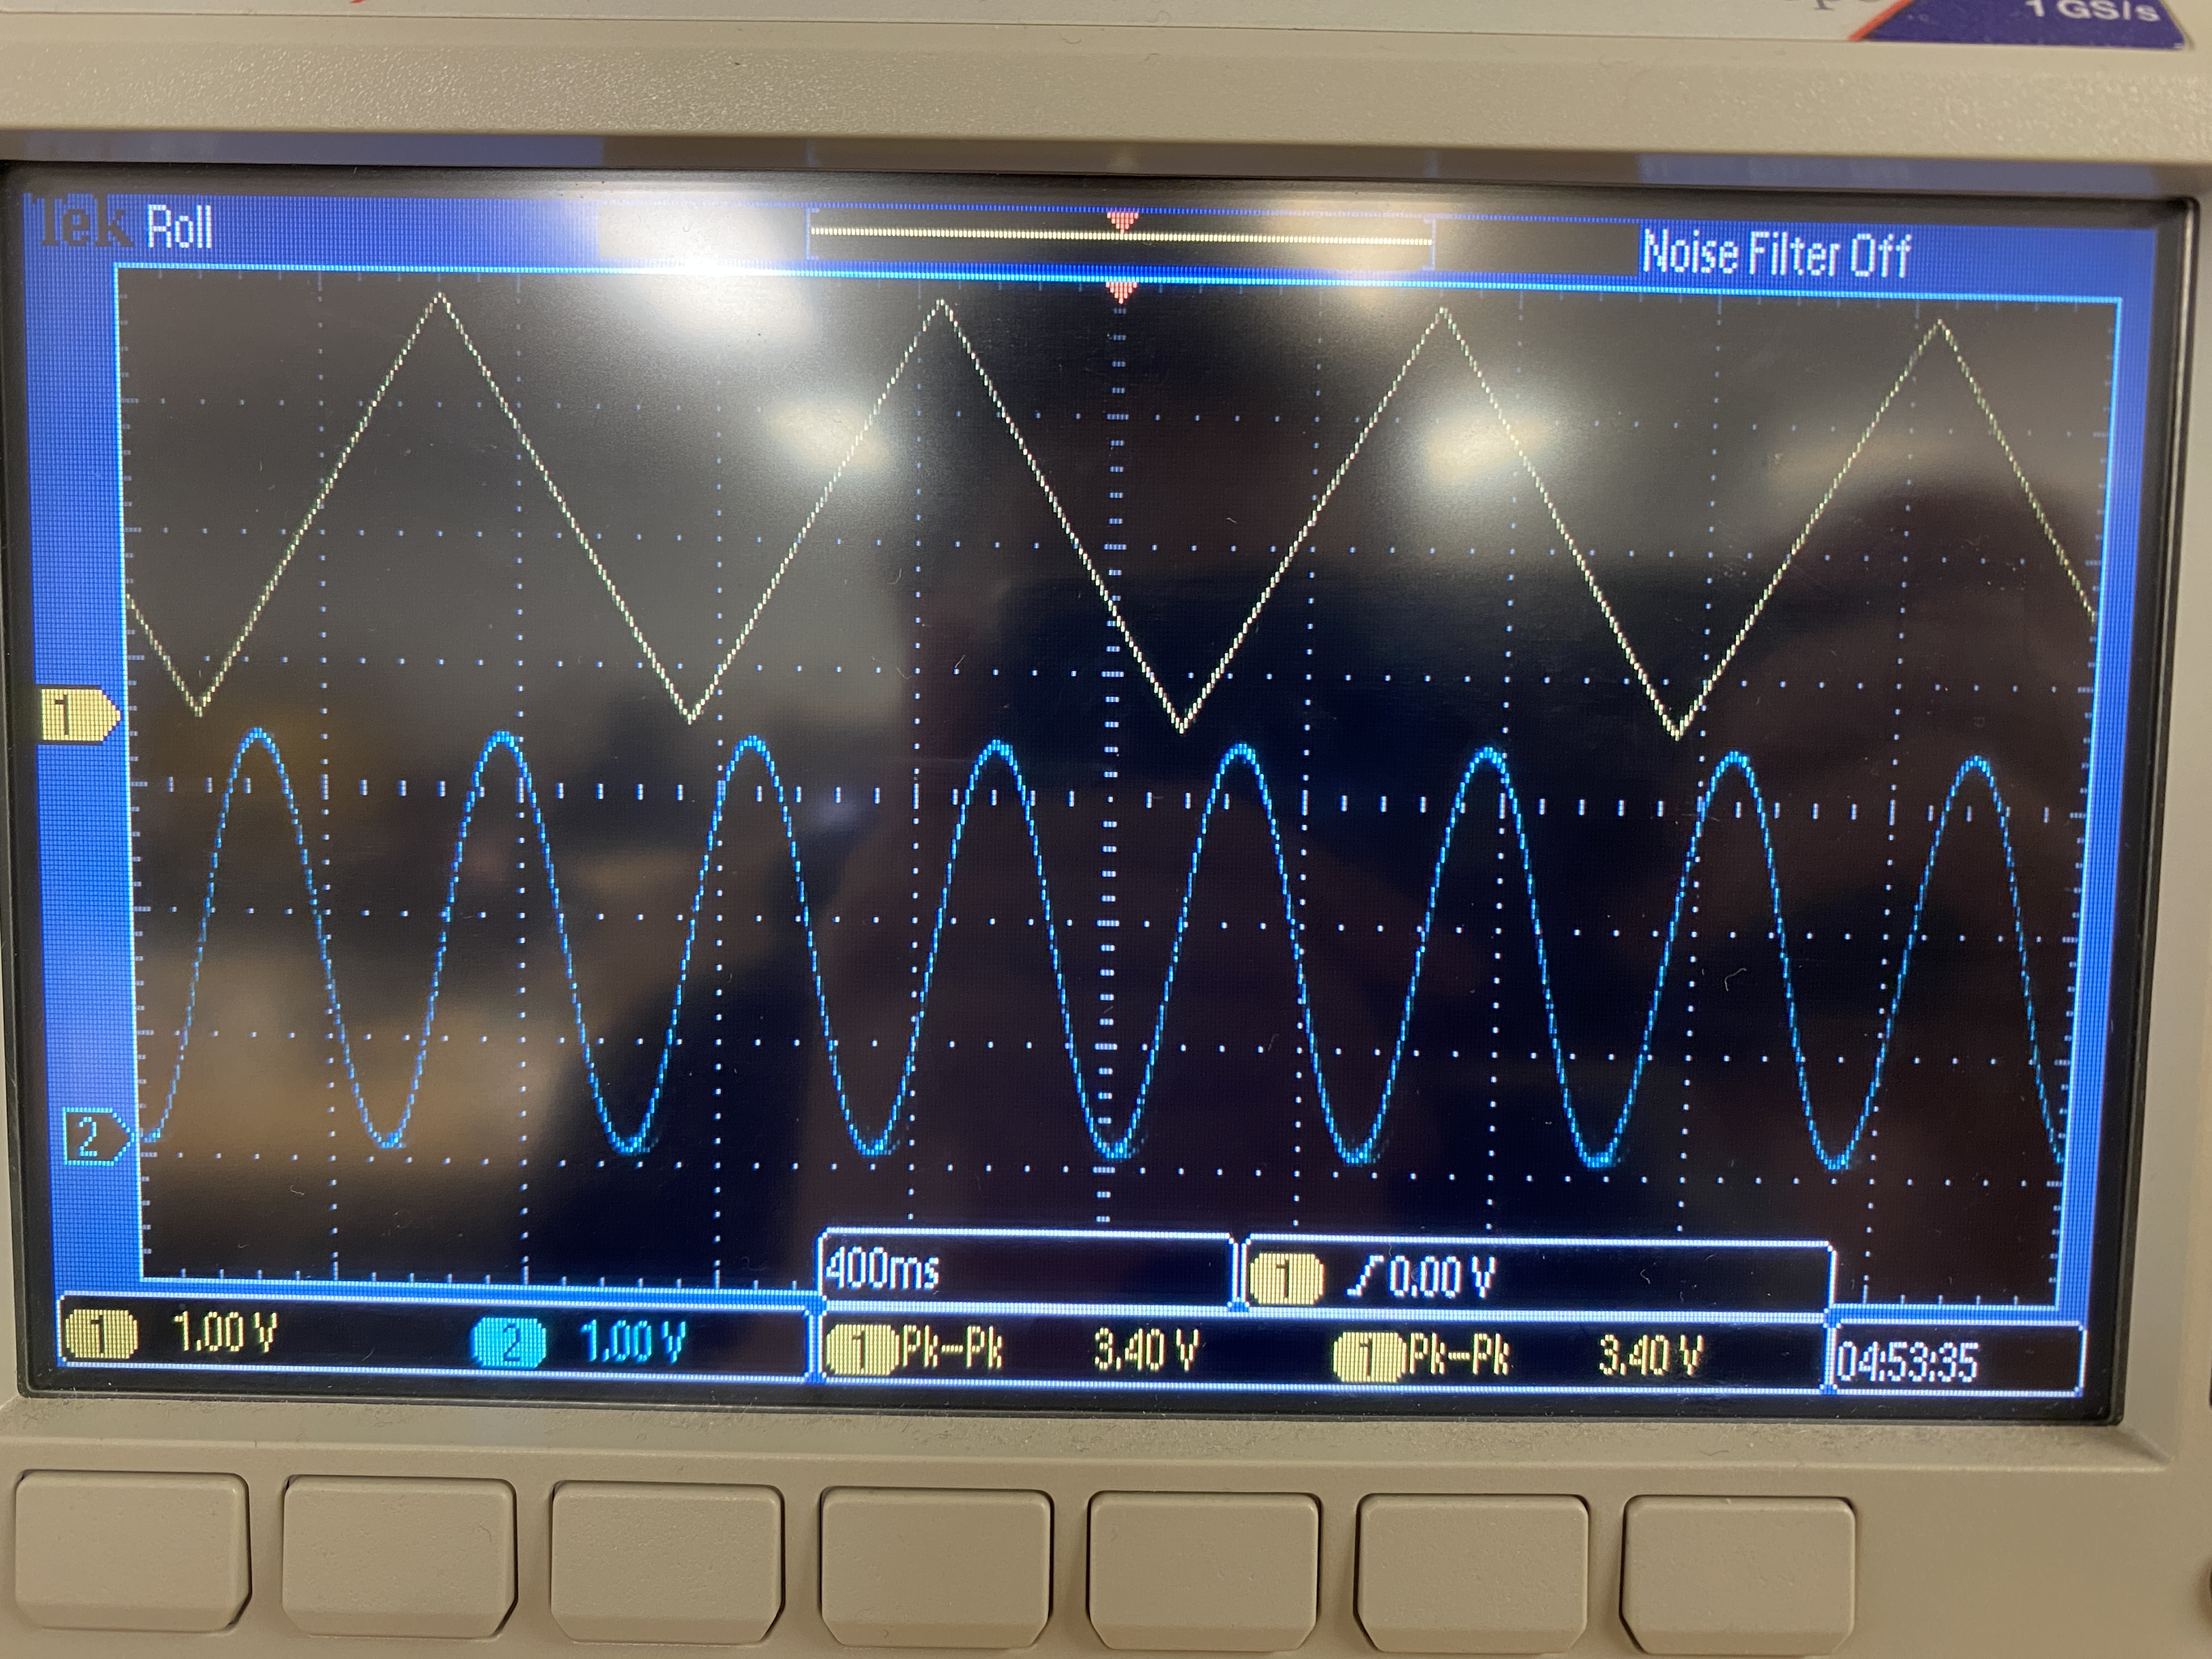 1 GS/s
Tek Roll
Noise Filter Off
1
2
400ms 1 0.00 V
1 1.00 V 2 1.00 V 1 Pk-Pk 3.40 V 1 Pk-Pk 3.40 V 04:53:35